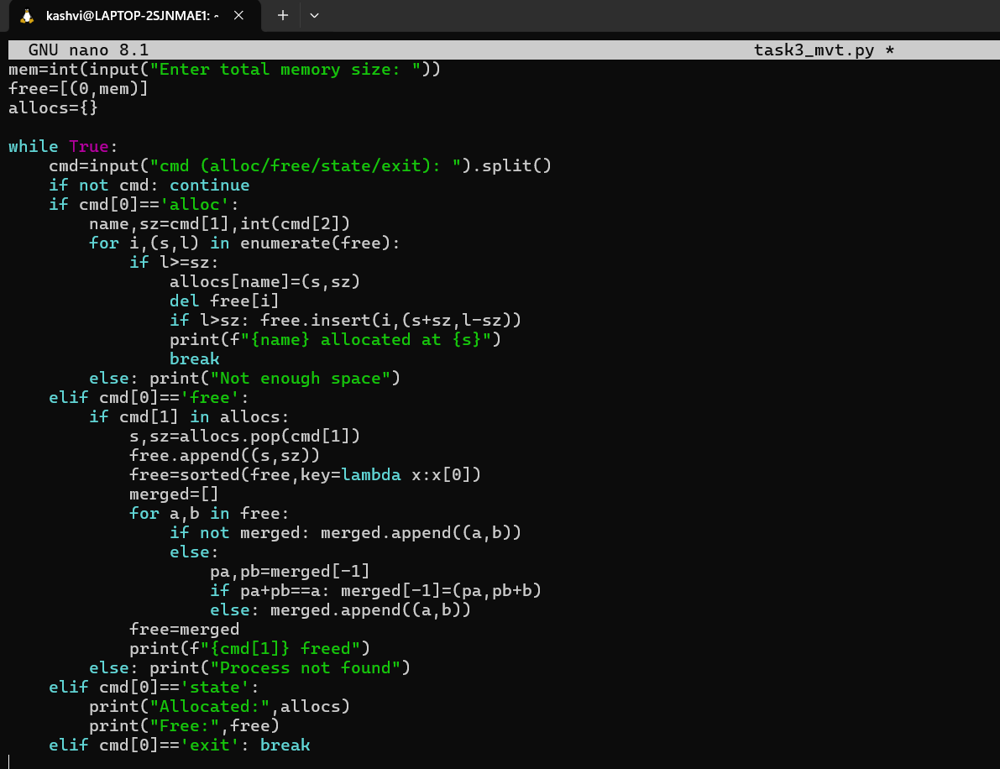 kashvi@LAPTOP-2SJNMAE1: ~
GNU nano 8.1 task3_mvt.py *
mem=int(input("Enter total memory size: "))
free=[(0,mem)]
allocs={}

while True:
    cmd=input("cmd (alloc/free/state/exit): ").split()
    if not cmd: continue
    if cmd[0]=='alloc':
        name,sz=cmd[1],int(cmd[2])
        for i,(s,l) in enumerate(free):
            if l>=sz:
                allocs[name]=(s,sz)
                del free[i]
                if l>sz: free.insert(i,(s+sz,l-sz))
                print(f"{name} allocated at {s}")
                break
        else: print("Not enough space")
    elif cmd[0]=='free':
        if cmd[1] in allocs:
            s,sz=allocs.pop(cmd[1])
            free.append((s,sz))
            free=sorted(free,key=lambda x:x[0])
            merged=[]
            for a,b in free:
                if not merged: merged.append((a,b))
                else:
                    pa,pb=merged[-1]
                    if pa+pb==a: merged[-1]=(pa,pb+b)
                    else: merged.append((a,b))
            free=merged
            print(f"{cmd[1]} freed")
        else: print("Process not found")
    elif cmd[0]=='state':
        print("Allocated:",allocs)
        print("Free:",free)
    elif cmd[0]=='exit': break